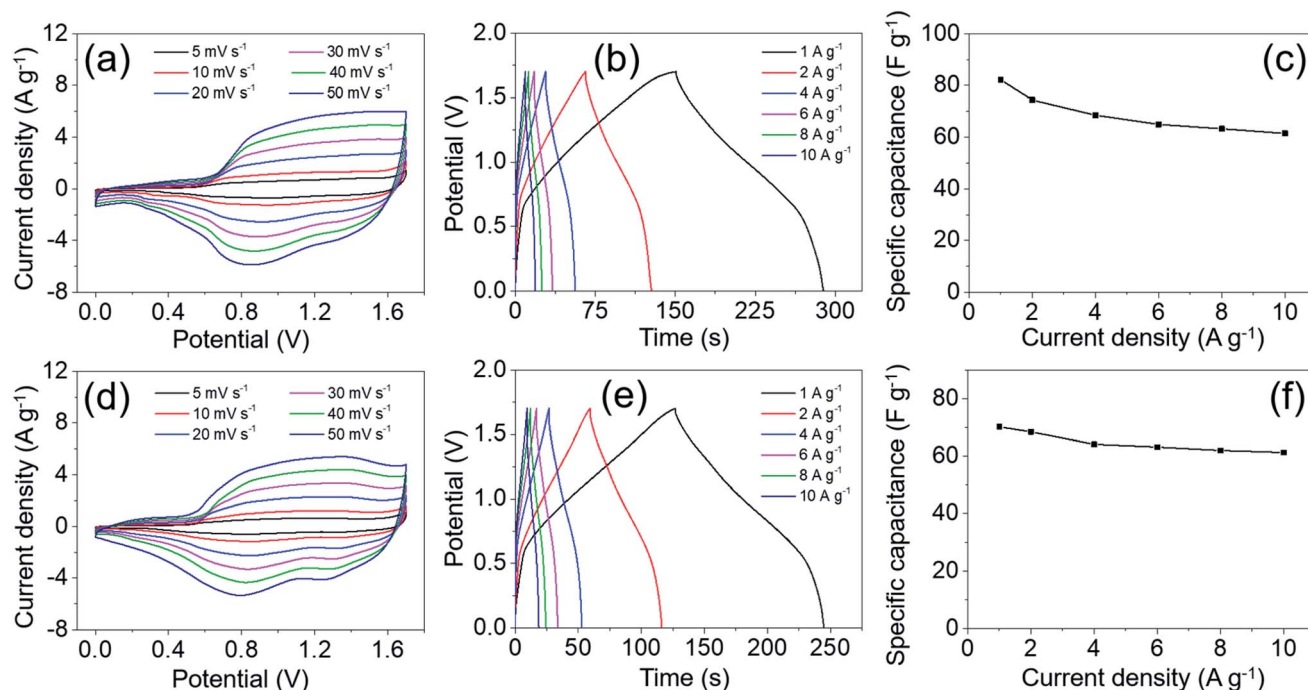 (a)
5 mV s⁻¹ 30 mV s⁻¹
10 mV s⁻¹ 40 mV s⁻¹
20 mV s⁻¹ 50 mV s⁻¹
Current density (A g⁻¹)
12
8
4
0
-4
-8
0.0 0.4 0.8 1.2 1.6
Potential (V)
(b)
1 A g⁻¹
2 A g⁻¹
4 A g⁻¹
6 A g⁻¹
8 A g⁻¹
10 A g⁻¹
Potential (V)
2.0
1.5
1.0
0.5
0.0
0 75 150 225 300
Time (s)
(c)
Specific capacitance (F g⁻¹)
100
80
60
40
20
0
0 2 4 6 8 10
Current density (A g⁻¹)
(d)
5 mV s⁻¹ 30 mV s⁻¹
10 mV s⁻¹ 40 mV s⁻¹
20 mV s⁻¹ 50 mV s⁻¹
Current density (A g⁻¹)
12
8
4
0
-4
-8
0.0 0.4 0.8 1.2 1.6
Potential (V)
(e)
1 A g⁻¹
2 A g⁻¹
4 A g⁻¹
6 A g⁻¹
8 A g⁻¹
10 A g⁻¹
Potential (V)
2.0
1.5
1.0
0.5
0.0
0 50 100 150 200 250
Time (s)
(f)
Specific capacitance (F g⁻¹)
80
60
40
20
0
0 2 4 6 8 10
Current density (A g⁻¹)